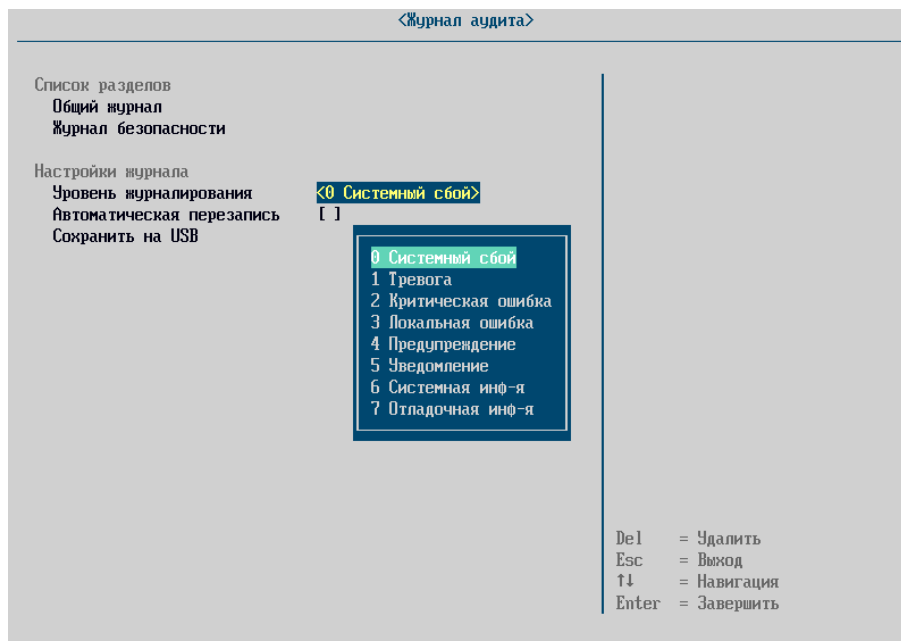 <Журнал аудита>
Список разделов
Общий журнал
Журнал безопасности
Настройки журнала
Уровень журналирования <0 Системный сбой>
Автоматическая перезапись [ ]
Сохранить на USB
0 Системный сбой
1 Тревога
2 Критическая ошибка
3 Локальная ошибка
4 Предупреждение
5 Уведомление
6 Системная инф-я
7 Отладочная инф-я
Del = Удалить
Esc = Выход
↑↓ = Навигация
Enter = Завершить